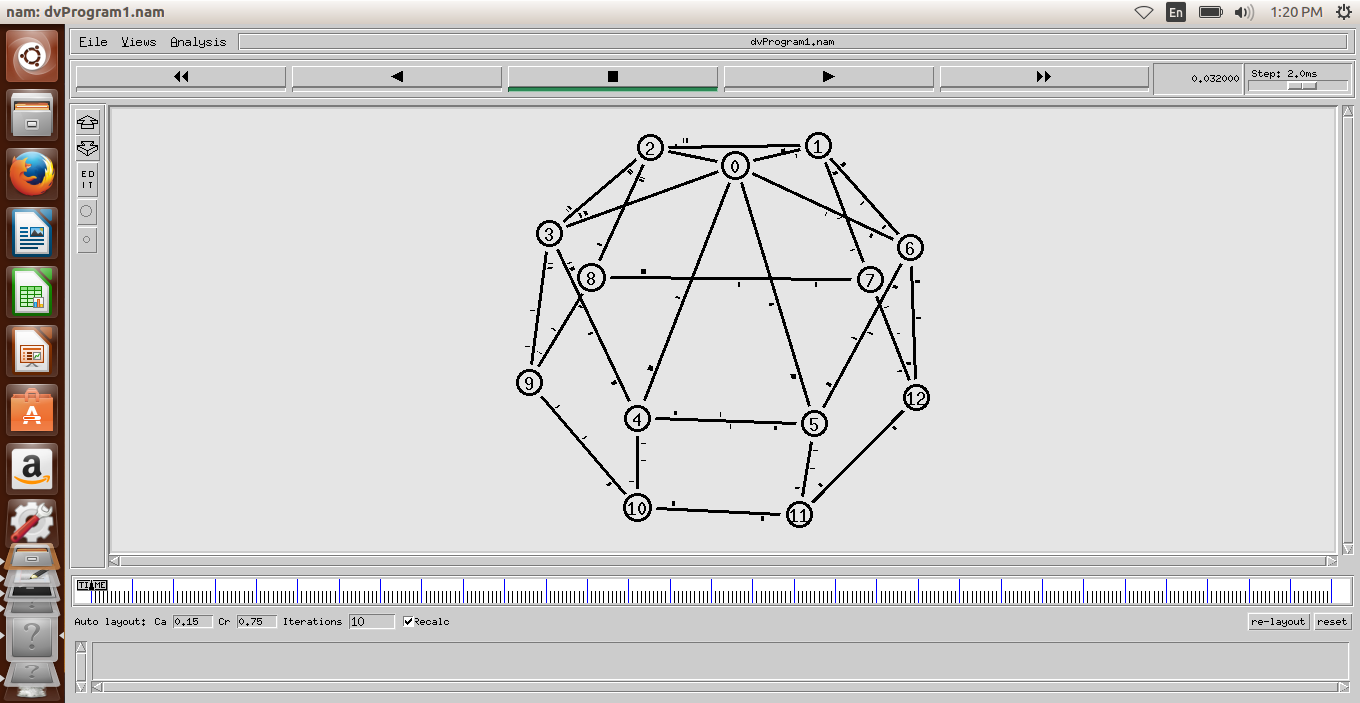 nam: dvProgram1.nam
En
1:20 PM
File Views Analysis
dvProgram1.nam
0.032000
Step: 2.0ms
ED
IT
2
1
0
3
6
8
7
9
12
4
5
10
11
TIME
Auto layout: Ca 0.15 Cr 0.75 Iterations 10 Recalc
re-layout reset